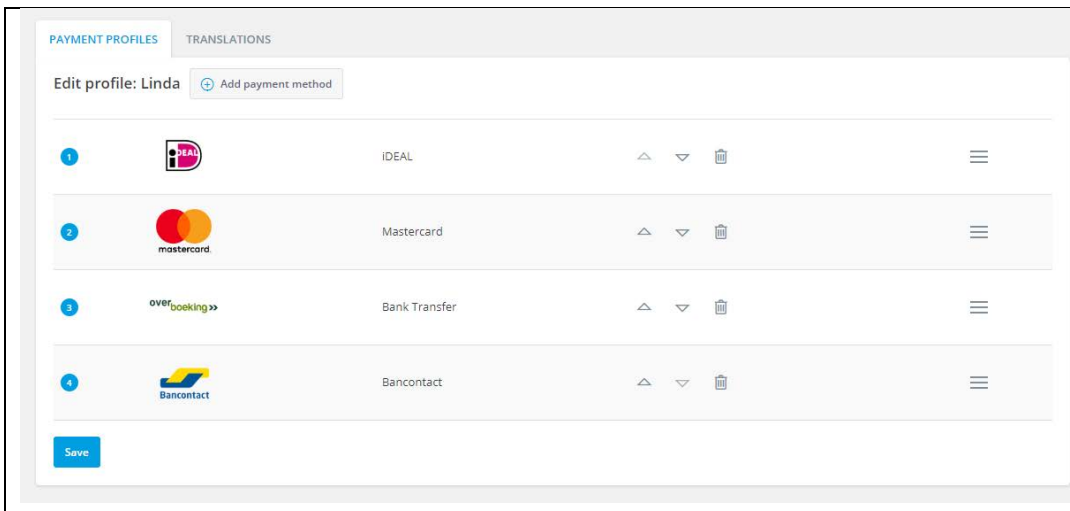 PAYMENT PROFILES TRANSLATIONS
Edit profile: Linda Add payment method
1 iDEAL iDEAL
2 mastercard. Mastercard
3 overboeking» Bank Transfer
4 Bancontact Bancontact
Save